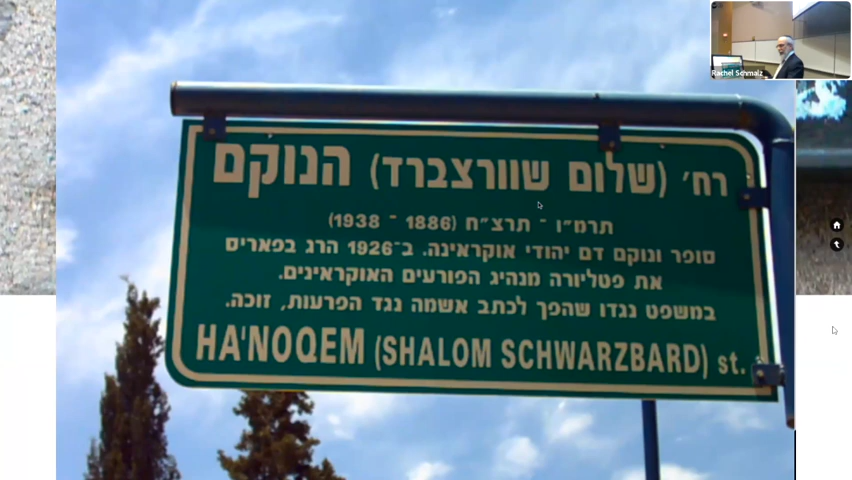 רח׳ (שלום שוורצברד) הנוקם
תרמ״ו - תרצ״ח (1886 - 1938)
סופר ונוקם דם יהודי אוקראינה. ב־1926 הרג בפאריס
את פטליורה מנהיג הפורעים האוקראינים.
במשפט נגדו שהפך לכתב אשמה נגד הפרעות, זוכה.
HA'NOQEM (SHALOM SCHWARZBARD) st.
Rachel Schmalz